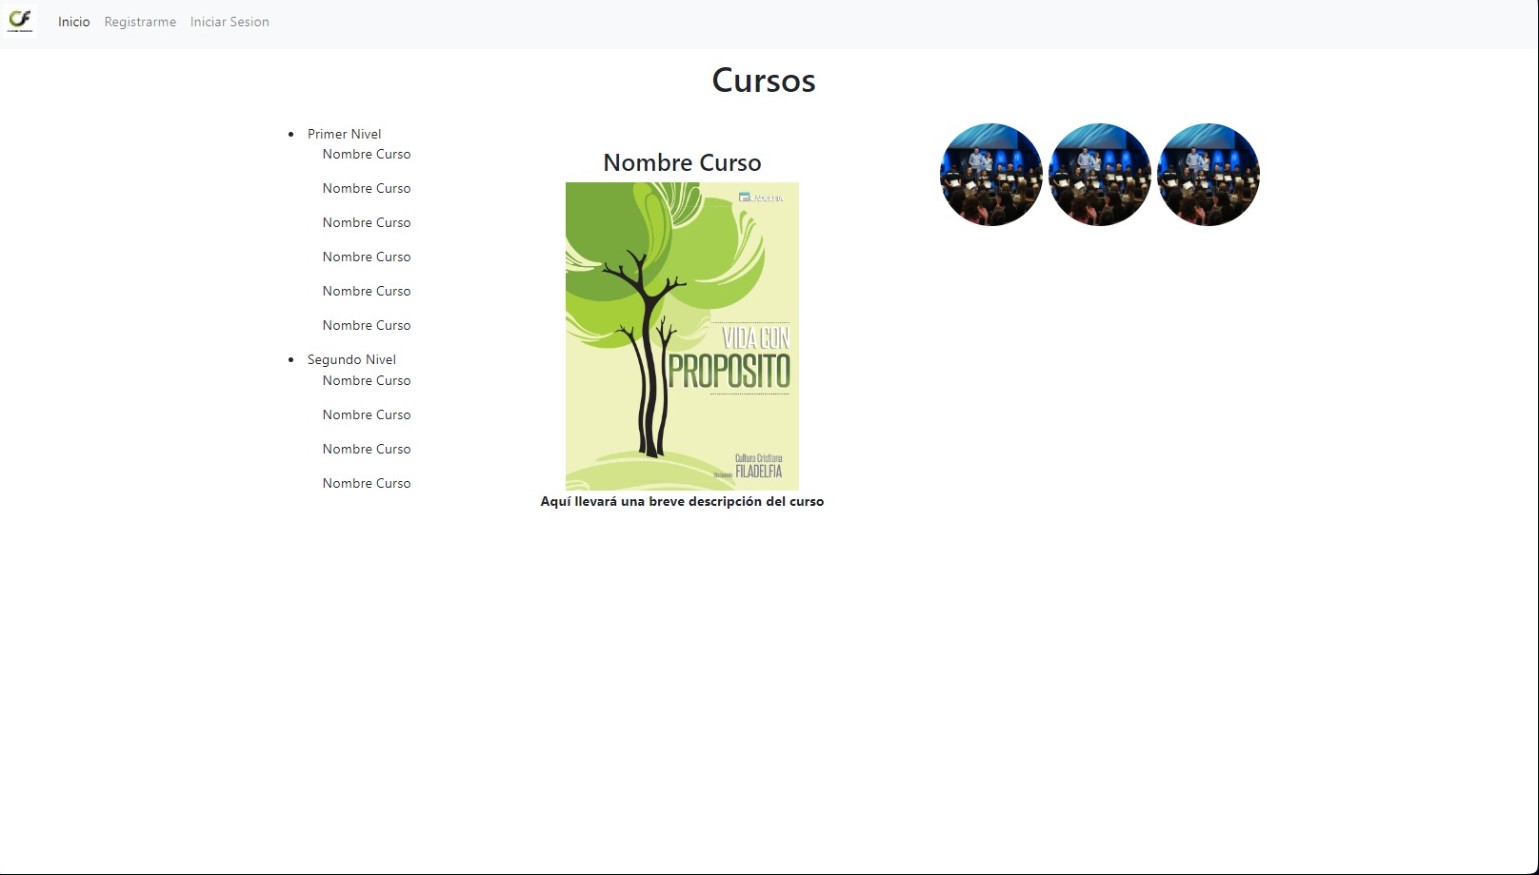 CF
Inicio Registrarme Iniciar Sesion
Cursos
Primer Nivel
Nombre Curso
Nombre Curso
Nombre Curso
Nombre Curso
Nombre Curso
Nombre Curso
Segundo Nivel
Nombre Curso
Nombre Curso
Nombre Curso
Nombre Curso
Nombre Curso
FILADELFIA
VIDA CON
PROPOSITO
Cultura Cristiana
FILADELFIA
Aquí llevará una breve descripción del curso